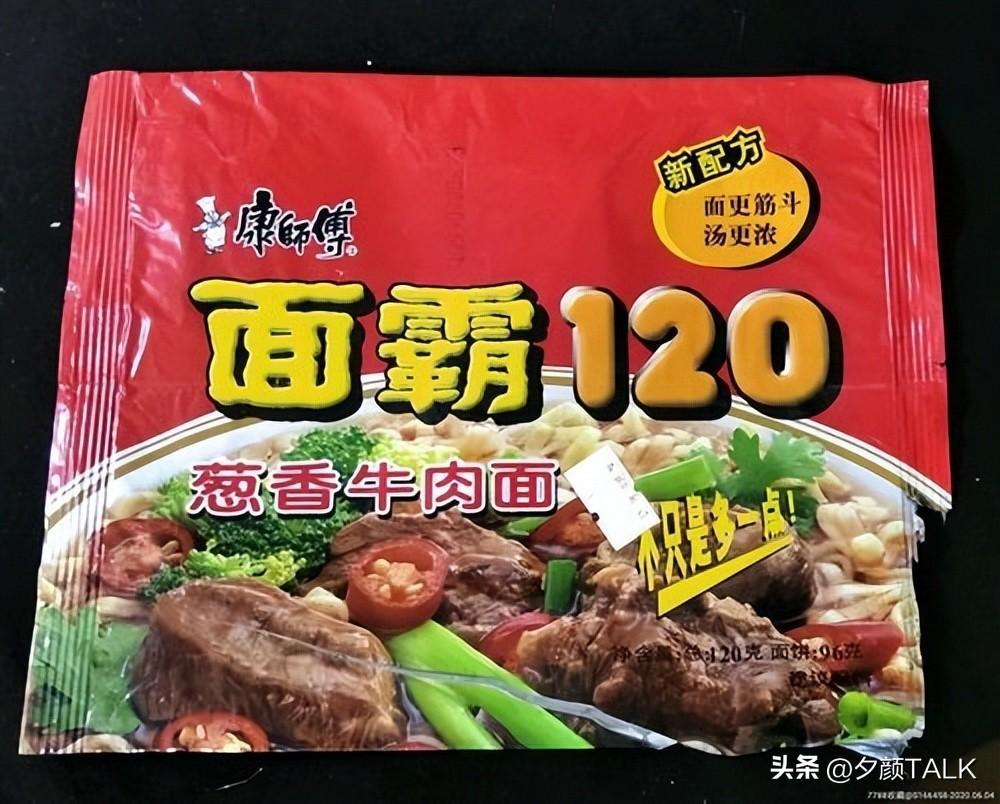 新配方
面更筋斗
汤更浓
康師傅
面霸120
葱香牛肉面
不只是多一点!
净含量:总:120克 面饼:96克
头条 @夕颜TALK